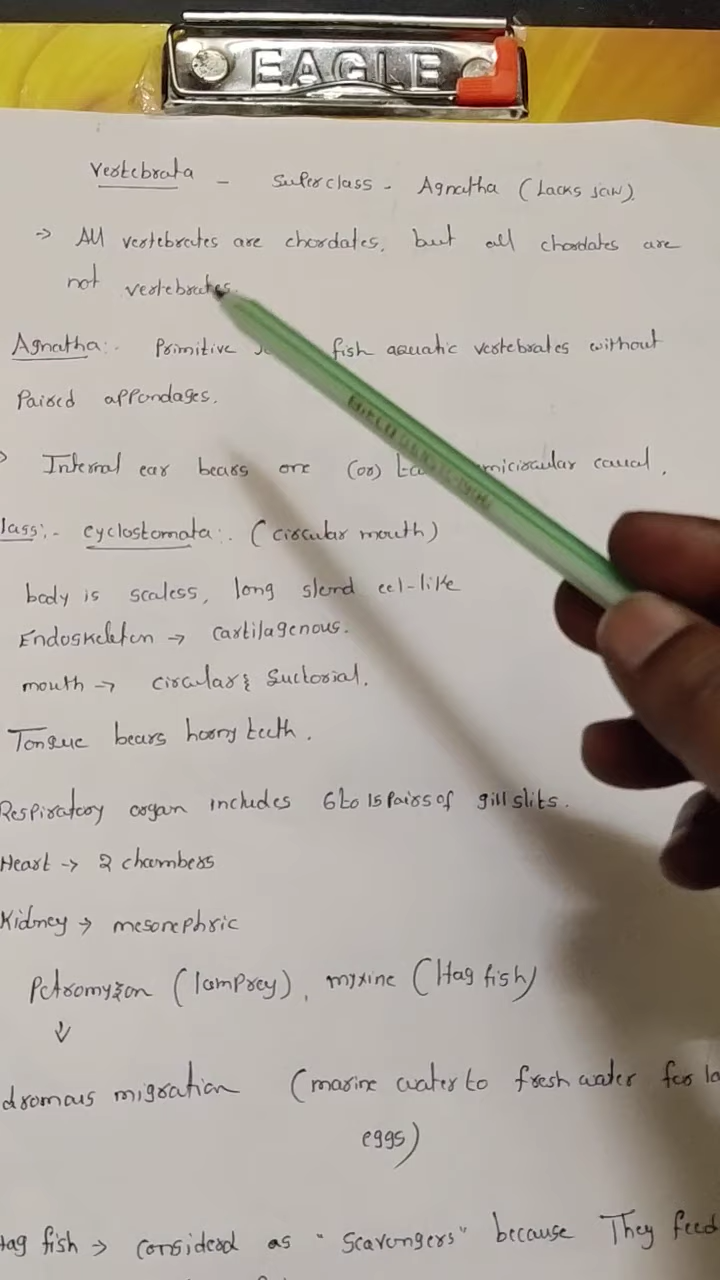 EAGLE
Vertebrata - Superclass - Agnatha (Lacks jaw).
→ All vertebrates are chordates, but all chordates are
not vertebrates.
Agnatha:- Primitive fish aquatic vertebrates without
Paired appondages.
Internal ear bears one (or) canal.
lass:- cyclostomata:- (circular mouth)
body is scaless, long slend eel-like
Endoskeleton → cartilagenous.
mouth → circular & Suctorial.
Tongue bears horny teeth.
Respiratory organ includes 6 to 15 Pairs of gill slits.
Heart → 2 chambers
Kidney → mesonephric
Petromyzon (lamprey), myxine (Hag fish)
↓
dromous migration (marine water to fresh water for la
eggs)
Hag fish → considerd as "Scavengers" because They feed